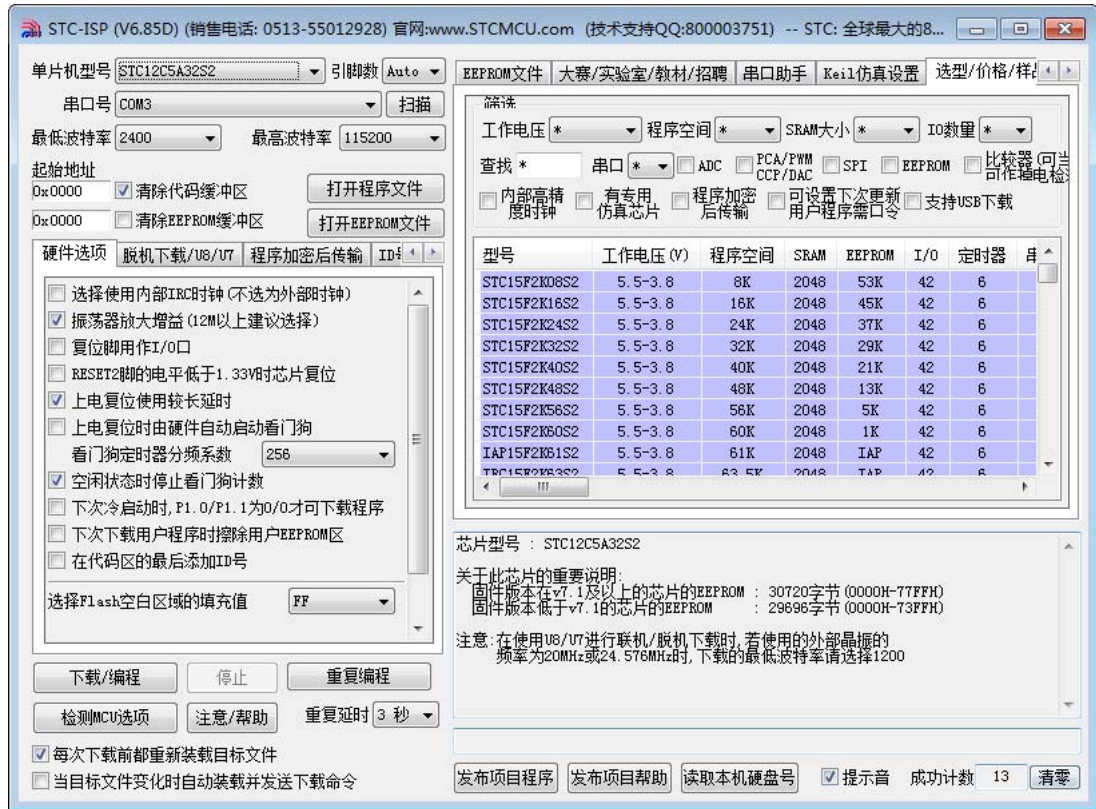 STC-ISP (V6.85D) (销售电话: 0513-55012928) 官网:www.STCMCU.com (技术支持QQ:800003751) -- STC: 全球最大的8...
单片机型号 STC12C5A32S2 引脚数 Auto
串口号 COM3 扫描
最低波特率 2400 最高波特率 115200
起始地址
0x0000 清除代码缓冲区 打开程序文件
0x0000 清除EEPROM缓冲区 打开EEPROM文件
硬件选项 脱机下载/U8/U7 程序加密后传输
选择使用内部IRC时钟(不选为外部时钟)
振荡器放大增益(12M以上建议选择)
复位脚用作I/O口
RESET2脚的电平低于1.33V时芯片复位
上电复位使用较长延时
上电复位时由硬件自动启动看门狗
看门狗定时器分频系数 256
空闲状态时停止看门狗计数
下次冷启动时,P1.0/P1.1为0/0才可下载程序
下次下载用户程序时擦除用户EEPROM区
在代码区的最后添加ID号
选择Flash空白区域的填充值 FF
下载/编程 停止 重复编程
检测MCU选项 注意/帮助 重复延时 3 秒
每次下载前都重新装载目标文件
当目标文件变化时自动装载并发送下载命令
EEPROM文件 大赛/实验室/教材/招聘 串口助手 Keil仿真设置 选型/价格/样
筛选
工作电压 * 程序空间 * SRAM大小 * IO数量 *
查找 * 串口 * ADC PCA/PWM CCP/DAC SPI EEPROM 比较器(可当可作掉电检
内部高精度时钟 有专用仿真芯片 程序加密后传输 可设置下次更新用户程序需口令 支持USB下载
型号 工作电压(V) 程序空间 SRAM EEPROM I/O 定时器 串
STC15F2K08S2 5.5-3.8 8K 2048 53K 42 6
STC15F2K16S2 5.5-3.8 16K 2048 45K 42 6
STC15F2K24S2 5.5-3.8 24K 2048 37K 42 6
STC15F2K32S2 5.5-3.8 32K 2048 29K 42 6
STC15F2K40S2 5.5-3.8 40K 2048 21K 42 6
STC15F2K48S2 5.5-3.8 48K 2048 13K 42 6
STC15F2K56S2 5.5-3.8 56K 2048 5K 42 6
STC15F2K60S2 5.5-3.8 60K 2048 1K 42 6
IAP15F2K61S2 5.5-3.8 61K 2048 IAP 42 6
5.5-3.8 63.5K 2048 IAP 42 6
芯片型号 : STC12C5A32S2
关于此芯片的重要说明:
固件版本在v7.1及以上的芯片的EEPROM : 30720字节(0000H-77FFH)
固件版本低于v7.1的芯片的EEPROM : 29696字节(0000H-73FFH)
注意:在使用U8/U7进行联机/脱机下载时,若使用的外部晶振的
频率为20MHz或24.576MHz时,下载的最低波特率请选择1200
发布项目程序 发布项目帮助 读取本机硬盘号 提示音 成功计数 13 清零